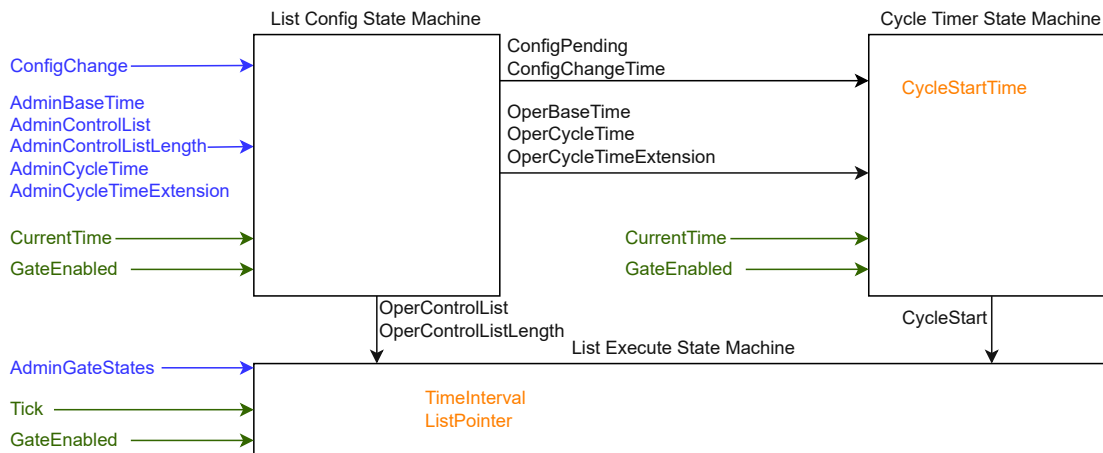 List Config State Machine
Cycle Timer State Machine
ConfigChange
AdminBaseTime
AdminControlList
AdminControlListLength
AdminCycleTime
AdminCycleTimeExtension
CurrentTime
GateEnabled
ConfigPending
ConfigChangeTime
OperBaseTime
OperCycleTime
OperCycleTimeExtension
CycleStartTime
CurrentTime
GateEnabled
OperControlList
OperControlListLength
CycleStart
List Execute State Machine
AdminGateStates
Tick
GateEnabled
TimeInterval
ListPointer